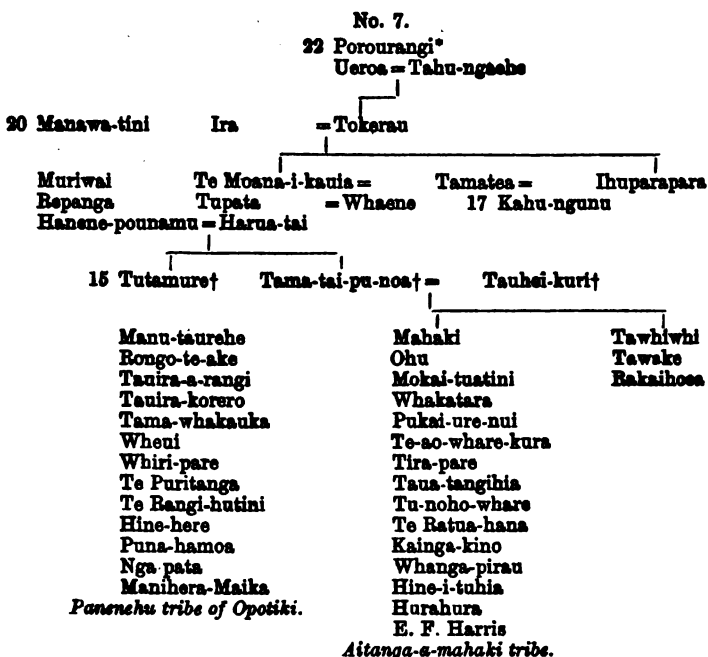 No. 7.
22 Porourangi*
Ueroa = Tahu-ngaehe
20 Manawa-tini Ira = Tokerau
Muriwai Te Moana-i-kauia = Tamatea = Ihuparapara
Repanga Tupata = Whaene 17 Kahu-ngunu
Hanene-pounamu = Harua-tai
15 Tutamure† Tama-tai-pu-noa† = Tauhei-kuri†
Manu-taurehe Mahaki Tawhiwhi
Rongo-te-ake Ohu Tawake
Tauira-a-rangi Mokai-tuatini Rakaihoea
Tauira-korero Whakatara
Tama-whakauka Pukai-ure-nui
Wheui Te-ao-whare-kura
Whiri-pare Tira-pare
Te Puritanga Taua-tangihia
Te Rangi-hutini Tu-noho-whare
Hine-here Te Ratua-hana
Puna-hamoa Kainga-kino
Nga pata Whanga-pirau
Manihera-Maika Hine-i-tuhia
Panenehu tribe of Opotiki. Hurahura
E. F. Harris
Aitanga-a-mahaki tribe.